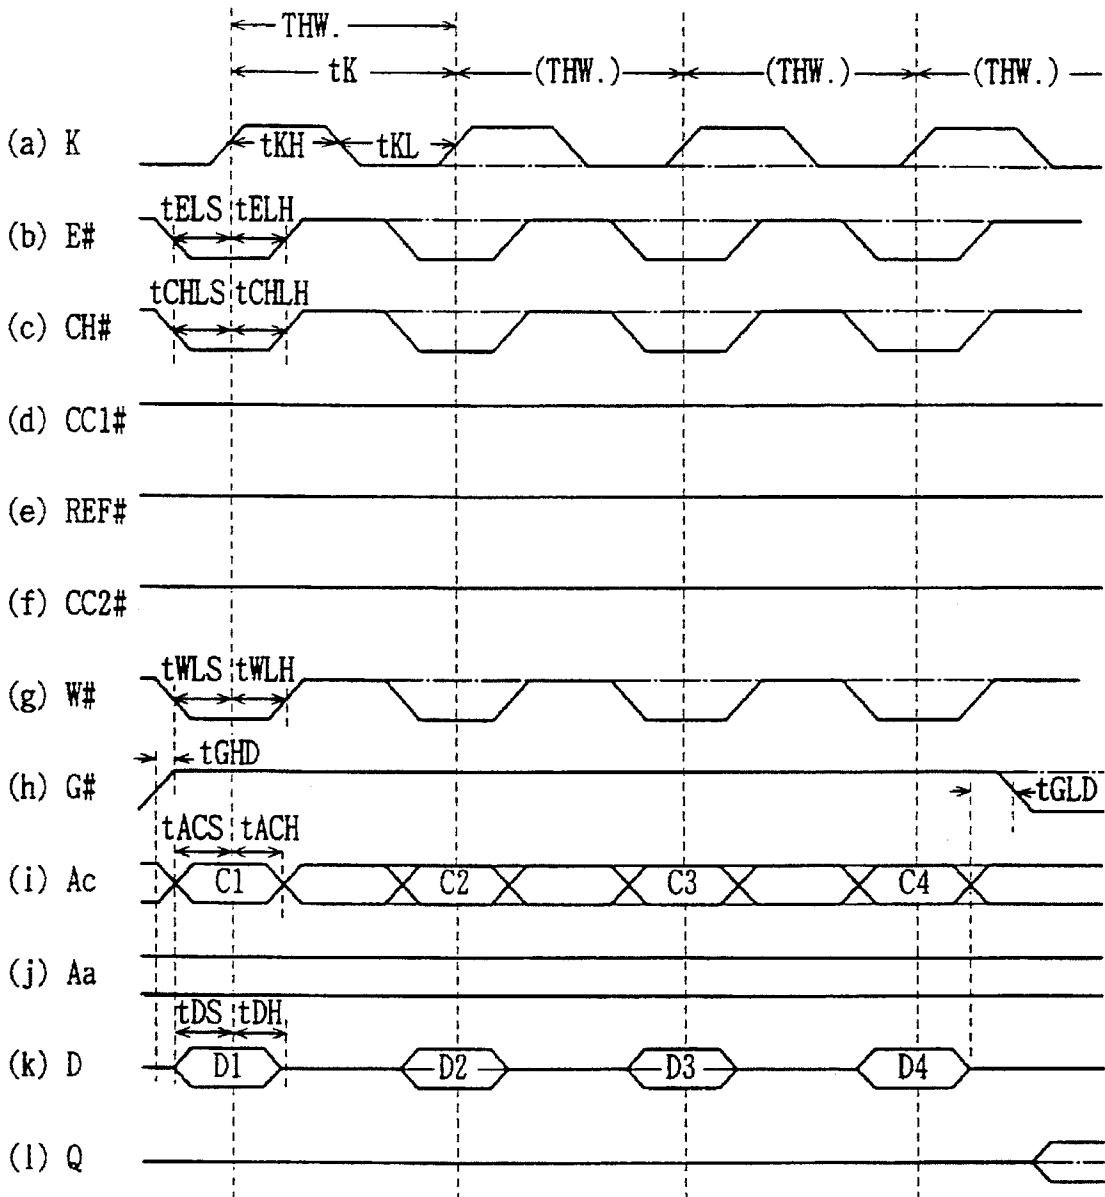 THW.
tK (THW.) (THW.) (THW.)
(a) K tKH tKL
(b) E# tELS tELH
(c) CH# tCHLS tCHLH
(d) CC1#
(e) REF#
(f) CC2#
(g) W# tWLS tWLH
(h) G# tGHD tGLD
tACS tACH
(i) Ac C1 C2 C3 C4
(j) Aa
tDS tDH
(k) D D1 D2 D3 D4
(l) Q